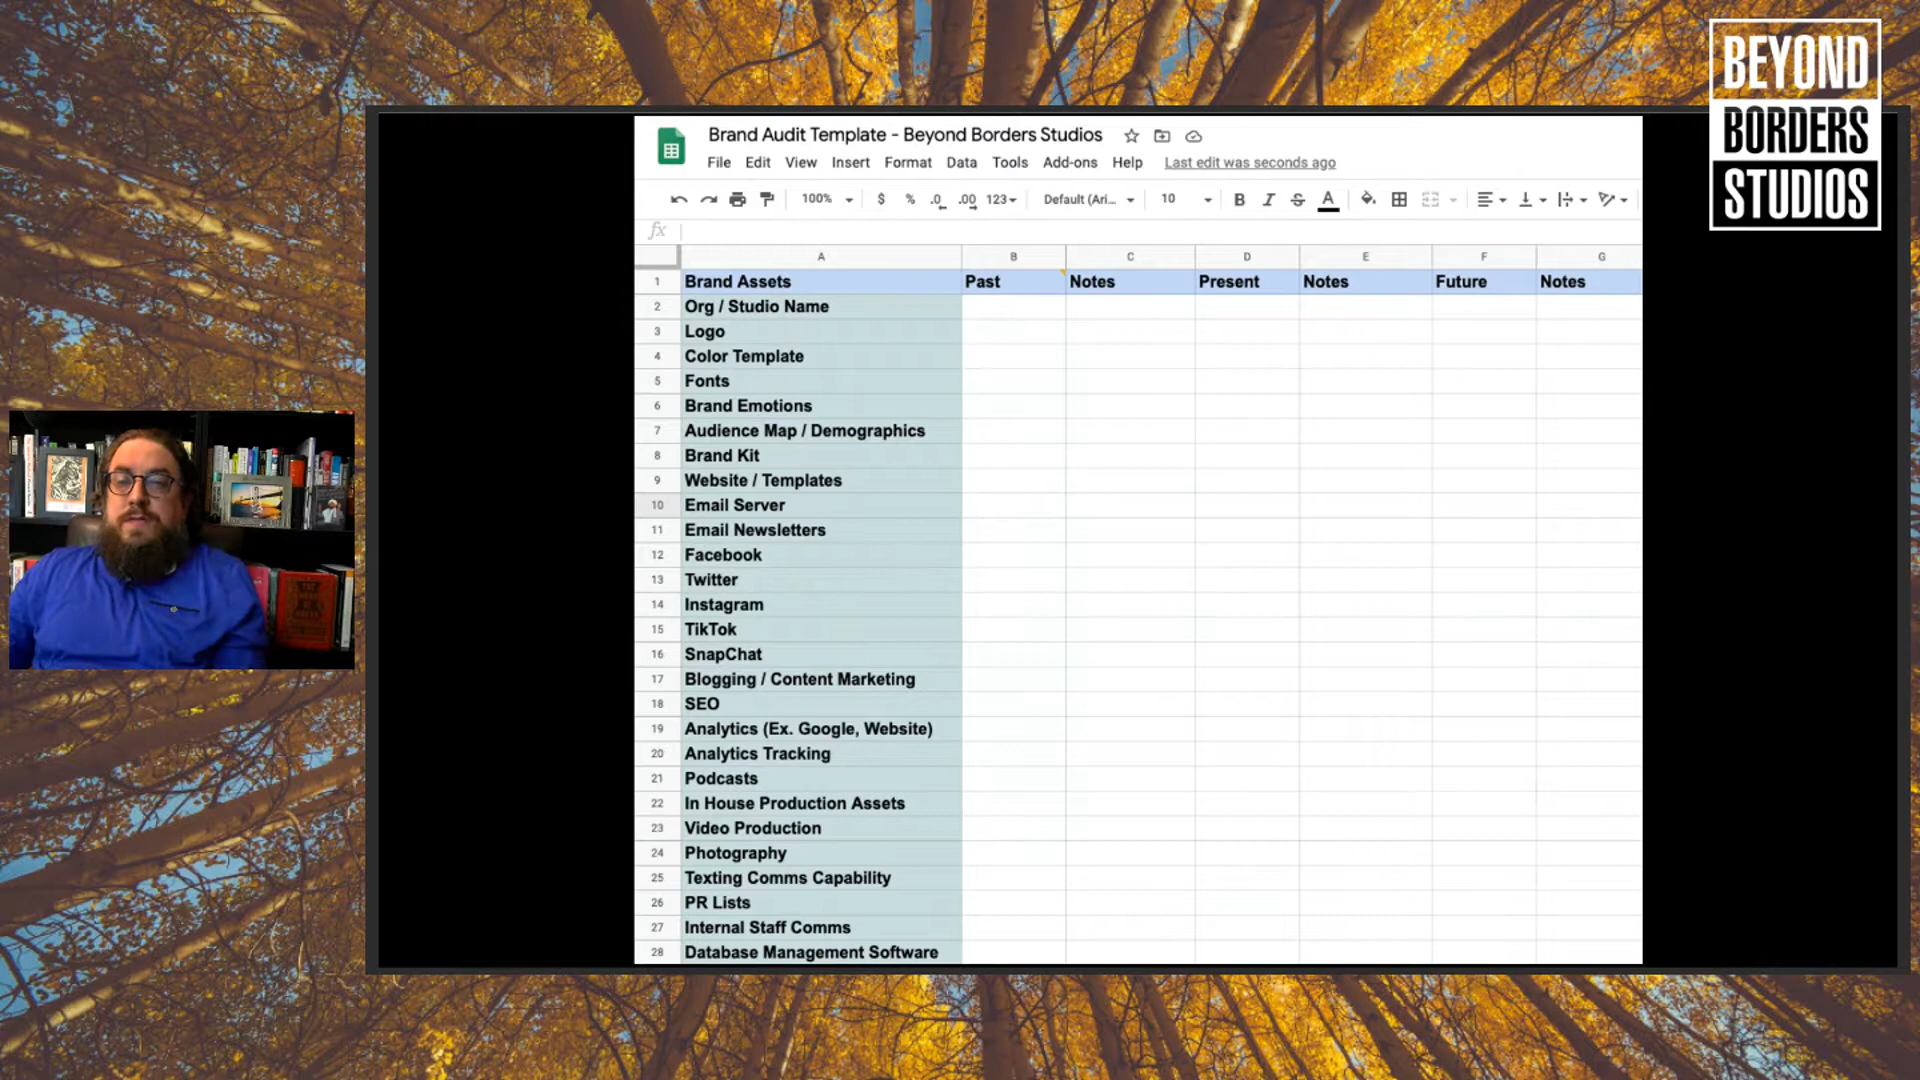 BEYOND
BORDERS
STUDIOS
Brand Audit Template - Beyond Borders Studios
File Edit View Insert Format Data Tools Add-ons Help Last edit was seconds ago
100% $ % .0 .00 123 Default (Ari... 10 B I S A
fx
A B C D E F G
1 Brand Assets Past Notes Present Notes Future Notes
2 Org / Studio Name
3 Logo
4 Color Template
5 Fonts
6 Brand Emotions
7 Audience Map / Demographics
8 Brand Kit
9 Website / Templates
10 Email Server
11 Email Newsletters
12 Facebook
13 Twitter
14 Instagram
15 TikTok
16 SnapChat
17 Blogging / Content Marketing
18 SEO
19 Analytics (Ex. Google, Website)
20 Analytics Tracking
21 Podcasts
22 In House Production Assets
23 Video Production
24 Photography
25 Texting Comms Capability
26 PR Lists
27 Internal Staff Comms
28 Database Management Software